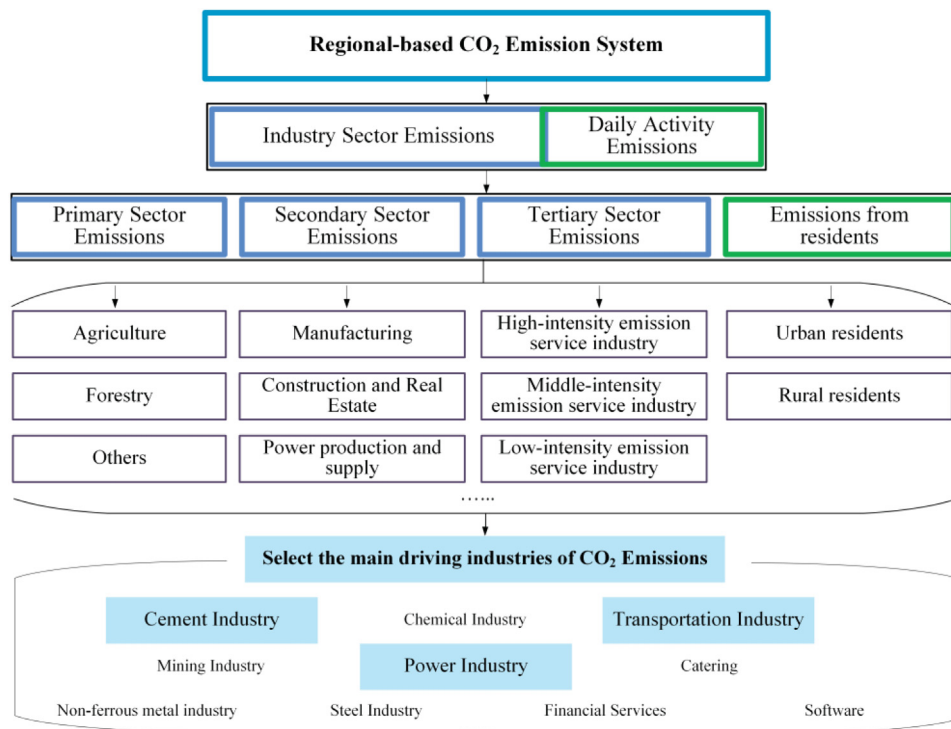 Regional-based CO₂ Emission System
Industry Sector Emissions
Daily Activity
Emissions
Primary Sector
Emissions
Secondary Sector
Emissions
Tertiary Sector
Emissions
Emissions from
residents
Agriculture
Manufacturing
High-intensity emission
service industry
Urban residents
Forestry
Construction and Real
Estate
Middle-intensity
emission service industry
Rural residents
Others
Power production and
supply
Low-intensity emission
service industry
…...
Select the main driving industries of CO₂ Emissions
Cement Industry
Chemical Industry
Transportation Industry
Mining Industry
Power Industry
Catering
Non-ferrous metal industry
Steel Industry
Financial Services
Software